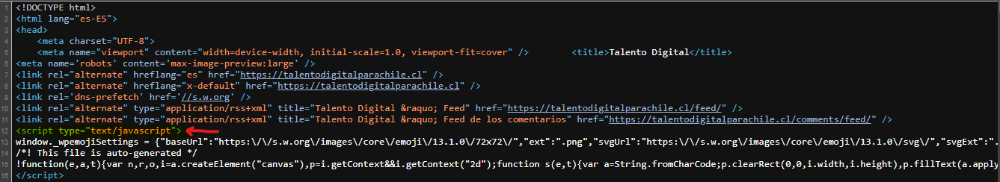 1 <!DOCTYPE html>
2 <html lang="es-ES">
3 <head>
4 <meta charset="UTF-8">
5 <meta name="viewport" content="width=device-width, initial-scale=1.0, viewport-fit=cover" /> <title>Talento Digital</title>
6 <meta name='robots' content='max-image-preview:large' />
7 <link rel="alternate" hreflang="es" href="https://talentodigitalparachile.cl" />
8 <link rel="alternate" hreflang="x-default" href="https://talentodigitalparachile.cl" />
9 <link rel='dns-prefetch' href='//s.w.org' />
10 <link rel="alternate" type="application/rss+xml" title="Talento Digital &raquo; Feed" href="https://talentodigitalparachile.cl/feed/" />
11 <link rel="alternate" type="application/rss+xml" title="Talento Digital &raquo; Feed de los comentarios" href="https://talentodigitalparachile.cl/comments/feed/" />
12 <script type="text/javascript">
13 window._wpemojiSettings = {"baseUrl":"https:\/\/s.w.org\/images\/core\/emoji\/13.1.0\/72x72\/","ext":".png","svgUrl":"https:\/\/s.w.org\/images\/core\/emoji\/13.1.0\/svg\/","svgExt":".
14 /*! This file is auto-generated */
15 !function(e,a,t){var n,r,o,i=a.createElement("canvas"),p=i.getContext&&i.getContext("2d");function s(e,t){var a=String.fromCharCode;p.clearRect(0,0,i.width,i.height),p.fillText(a.apply
16 </script>